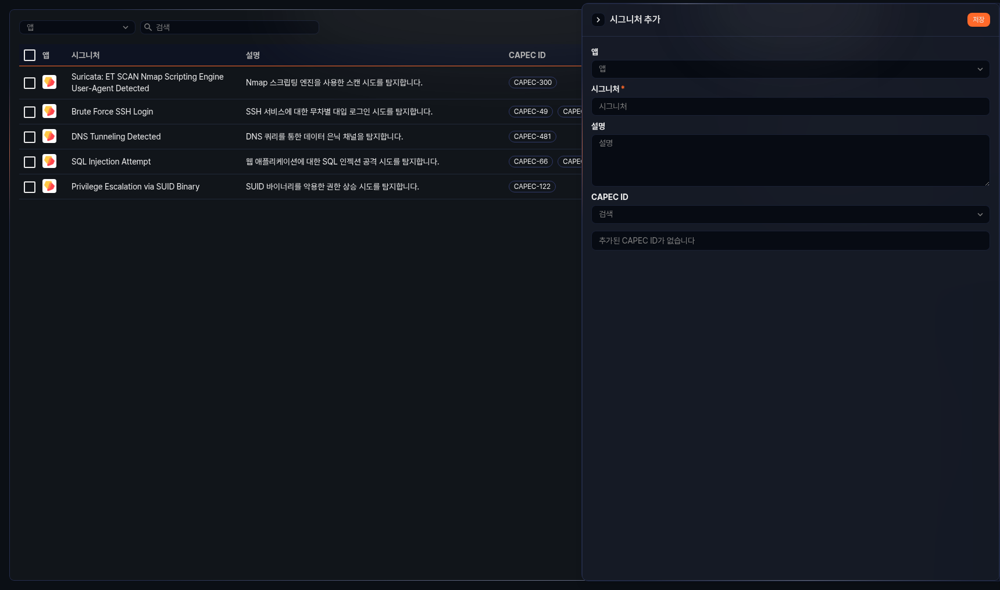 앱
검색
앱 시그니처 설명 CAPEC ID
Suricata: ET SCAN Nmap Scripting Engine
User-Agent Detected
Nmap 스크립팅 엔진을 사용한 스캔 시도를 탐지합니다.
CAPEC-300
Brute Force SSH Login
SSH 서비스에 대한 무차별 대입 로그인 시도를 탐지합니다.
CAPEC-49
DNS Tunneling Detected
DNS 쿼리를 통한 데이터 은닉 채널을 탐지합니다.
CAPEC-481
SQL Injection Attempt
웹 애플리케이션에 대한 SQL 인젝션 공격 시도를 탐지합니다.
CAPEC-66
Privilege Escalation via SUID Binary
SUID 바이너리를 악용한 권한 상승 시도를 탐지합니다.
CAPEC-122
시그니처 추가
저장
앱
앱
시그니처 *
시그니처
설명
설명
CAPEC ID
검색
추가된 CAPEC ID가 없습니다